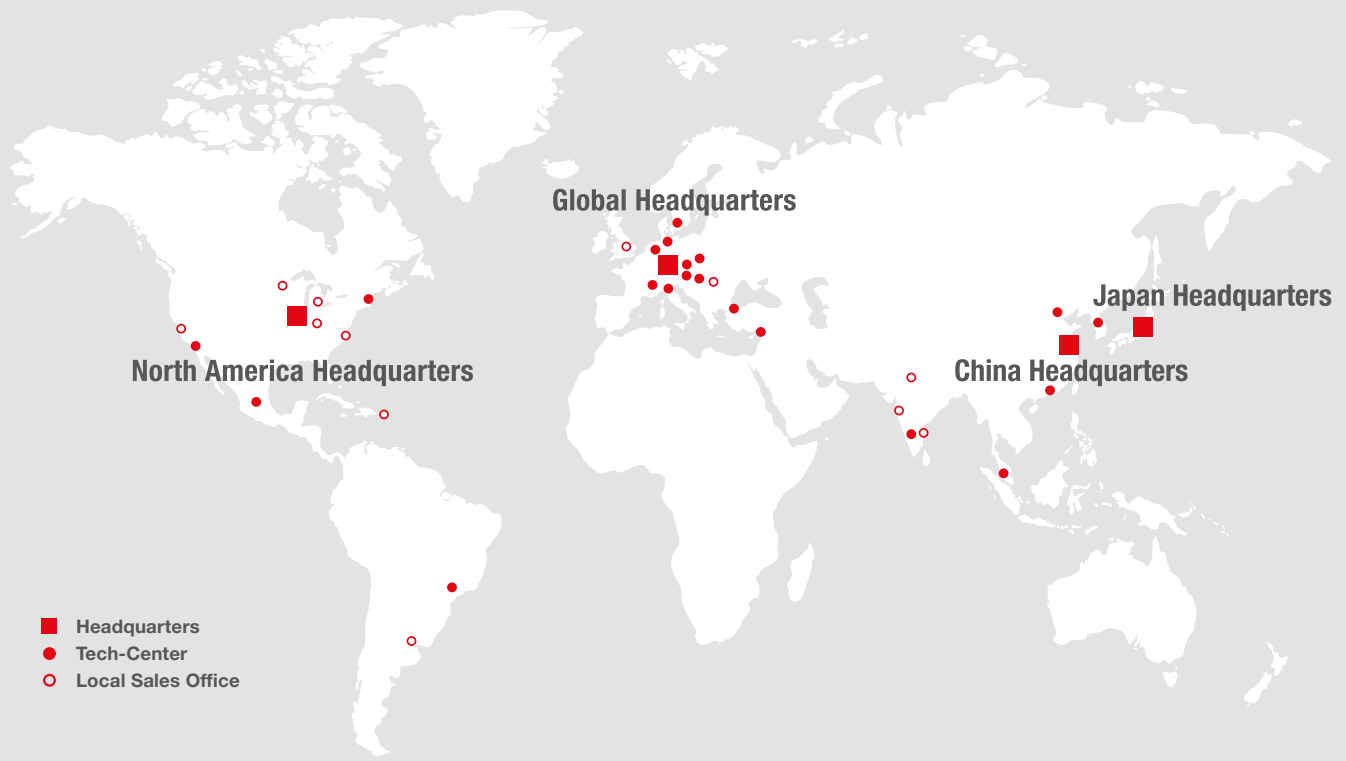 Global Headquarters
Japan Headquarters
North America Headquarters
China Headquarters
Headquarters
Tech-Center
Local Sales Office